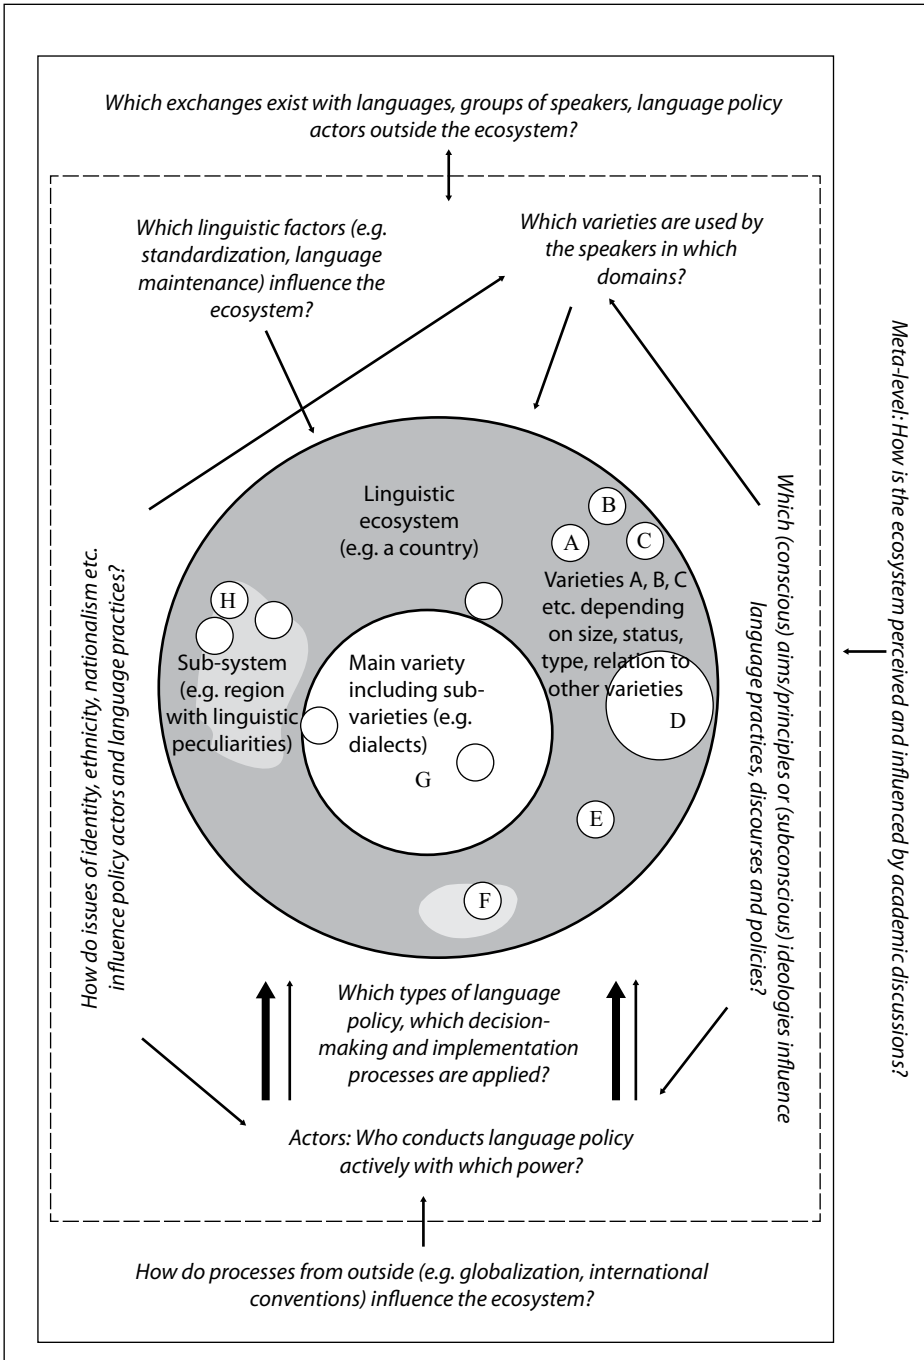 Which exchanges exist with languages, groups of speakers, language policy
actors outside the ecosystem?
Which linguistic factors (e.g.
standardization, language
maintenance) influence the
ecosystem?
Which varieties are used by
the speakers in which
domains?
Linguistic
ecosystem
(e.g. a country)
B
A
C
Varieties A, B, C
etc. depending
on size, status,
type, relation to
other varieties
D
H
Sub-system
(e.g. region
with linguistic
peculiarities)
Main variety
including sub-
varieties (e.g.
dialects)
G
E
F
How do issues of identity, ethnicity, nationalism etc.
influence policy actors and language practices?
Which (conscious) aims/principles or (subconscious) ideologies influence
language practices, discourses and policies?
Meta-level: How is the ecosystem perceived and influenced by academic discussions?
Which types of language
policy, which decision-
making and implementation
processes are applied?
Actors: Who conducts language policy
actively with which power?
How do processes from outside (e.g. globalization, international
conventions) influence the ecosystem?